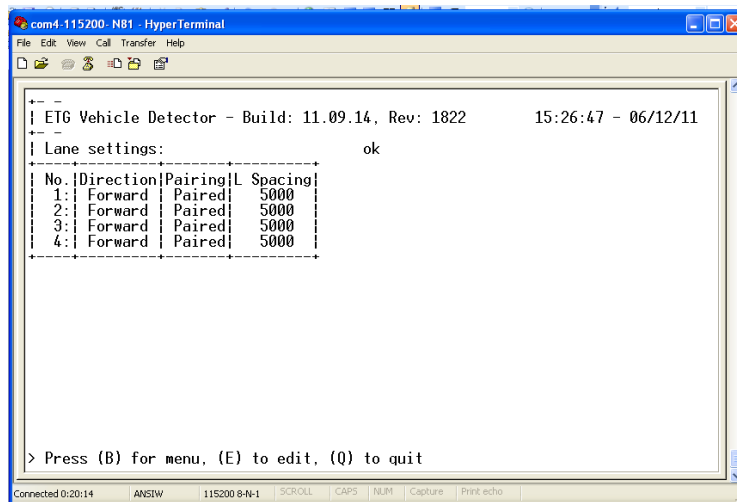 com4-115200- N81 - HyperTerminal
File Edit View Call Transfer Help
+- -
| ETG Vehicle Detector - Build: 11.09.14, Rev: 1822 15:26:47 - 06/12/11
+- -
| Lane settings: ok
+----+---------+-------+----------+
| No.|Direction|Pairing|L Spacing|
| 1:| Forward | Paired| 5000 |
| 2:| Forward | Paired| 5000 |
| 3:| Forward | Paired| 5000 |
| 4:| Forward | Paired| 5000 |
+----+---------+-------+----------+
> Press (B) for menu, (E) to edit, (Q) to quit
Connected 0:20:14 ANSIW 115200 8-N-1 SCROLL CAPS NUM Capture Print echo